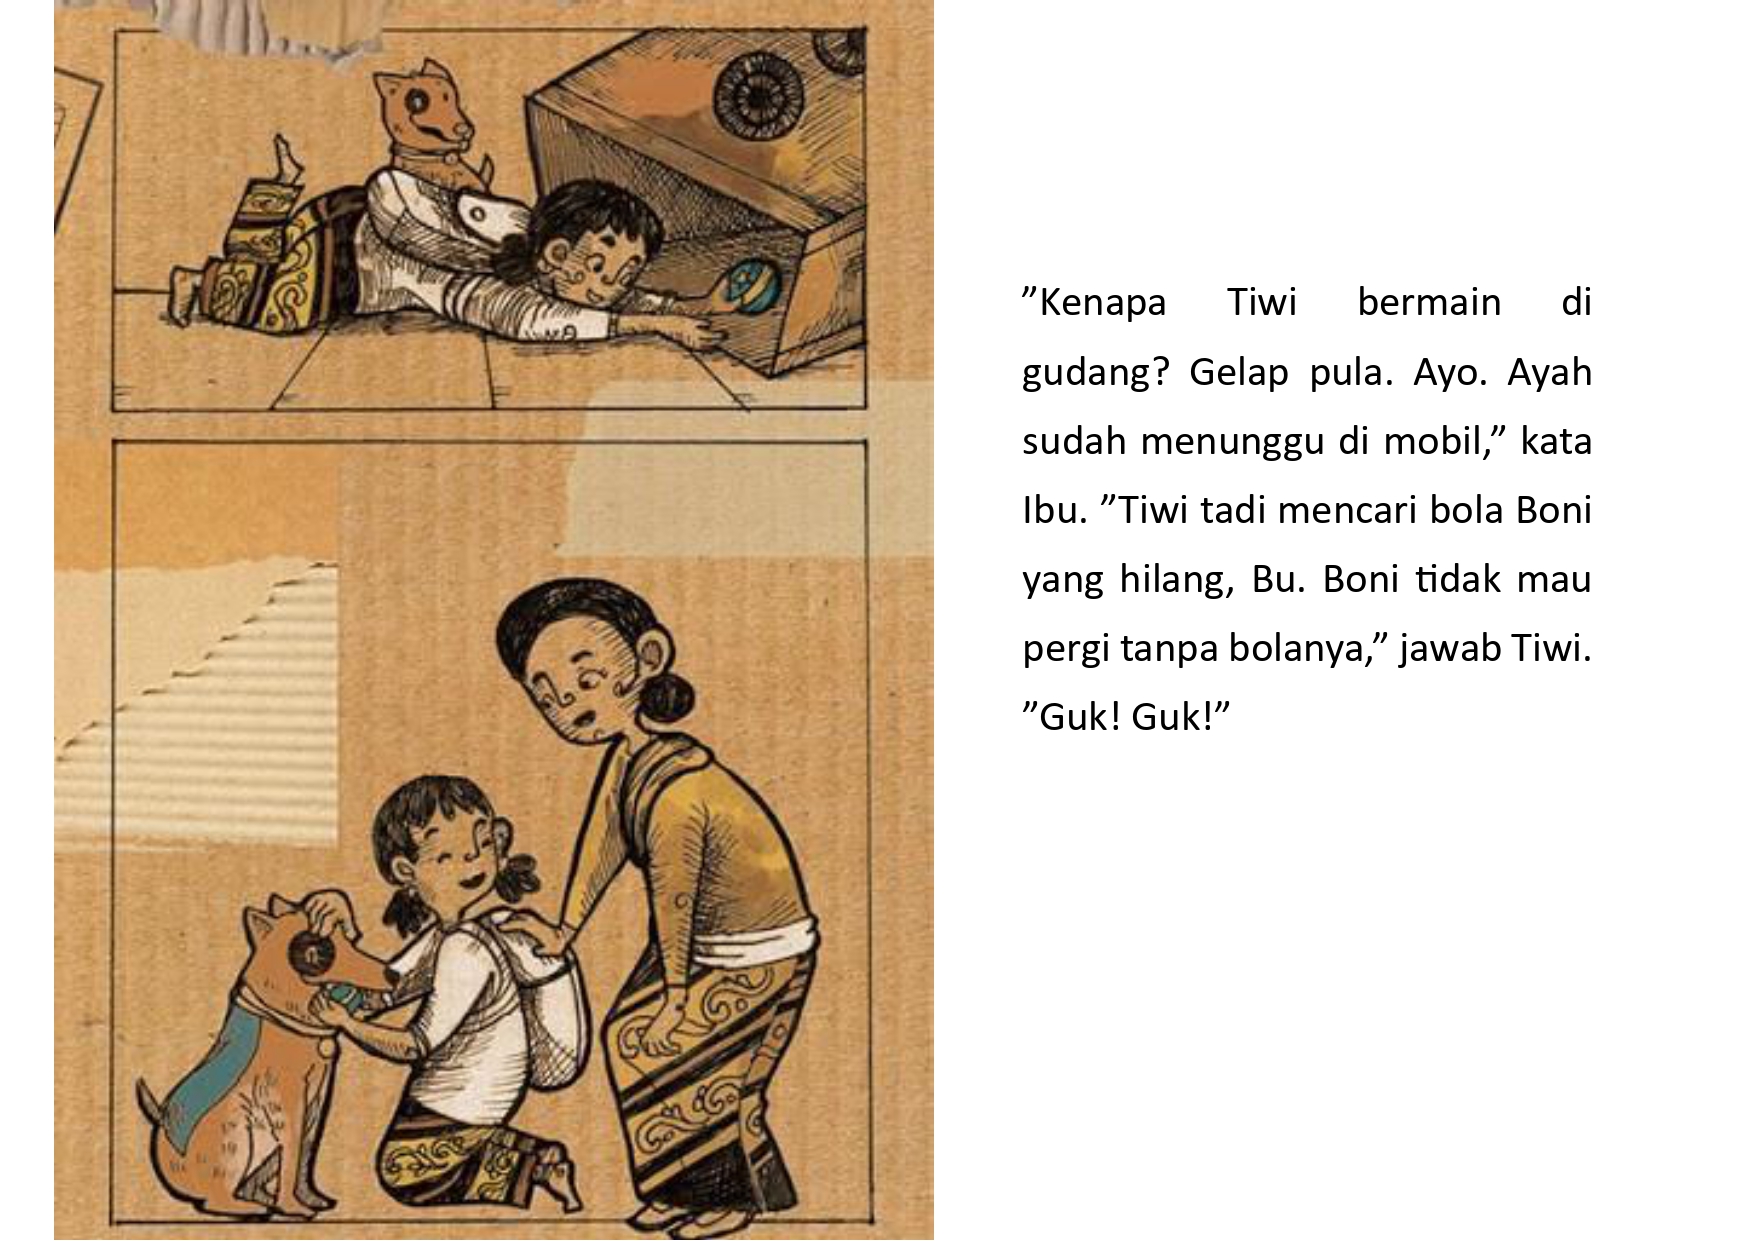 ”Kenapa Tiwi bermain di
gudang? Gelap pula. Ayo. Ayah
sudah menunggu di mobil,” kata
Ibu. ”Tiwi tadi mencari bola Boni
yang hilang, Bu. Boni tidak mau
pergi tanpa bolanya,” jawab Tiwi.
”Guk! Guk!”